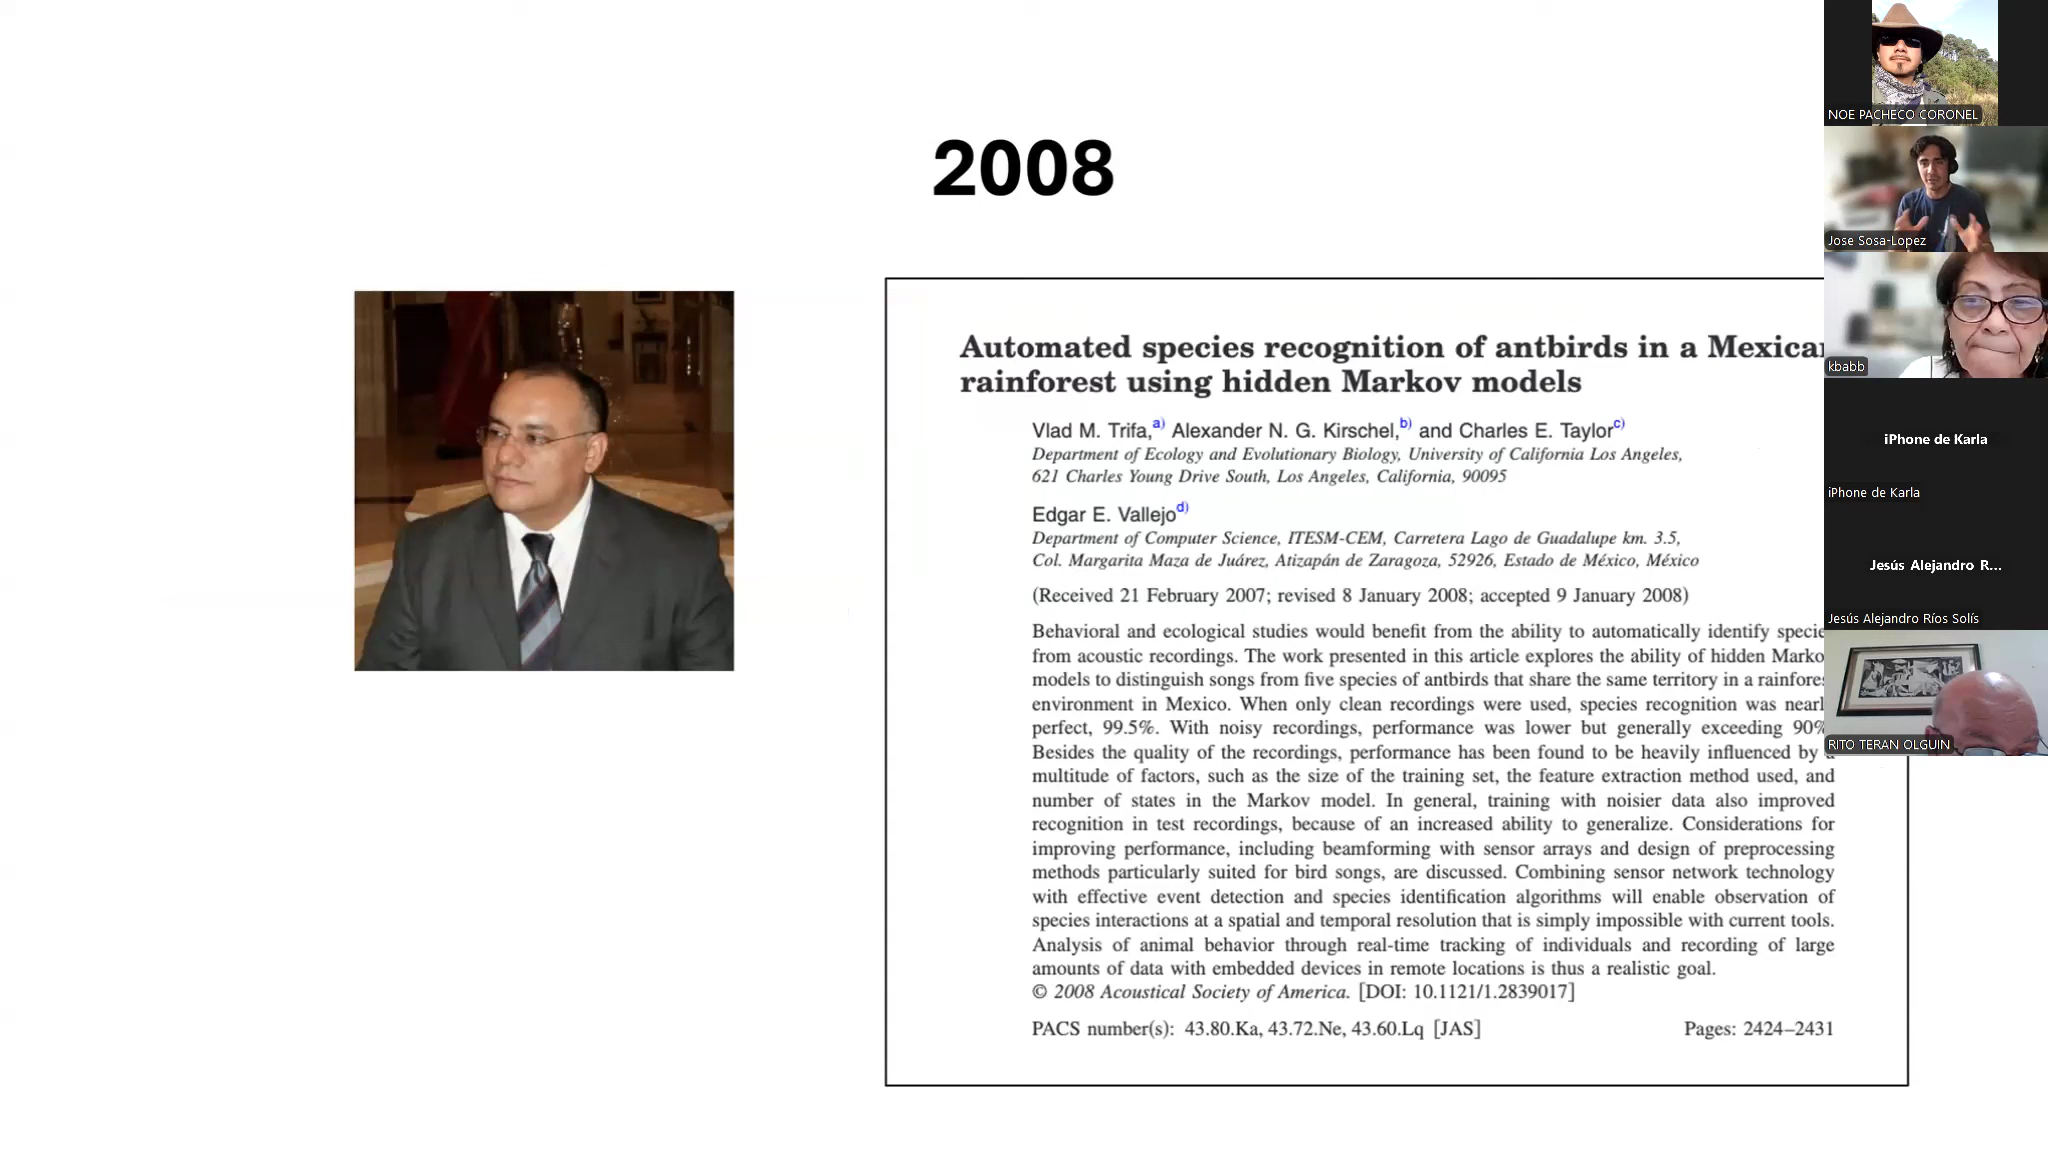 2008
Automated species recognition of antbirds in a Mexican
rainforest using hidden Markov models
Vlad M. Trifa,a) Alexander N. G. Kirschel,b) and Charles E. Taylorc)
Department of Ecology and Evolutionary Biology, University of California Los Angeles,
621 Charles Young Drive South, Los Angeles, California, 90095
Edgar E. Vallejod)
Department of Computer Science, ITESM-CEM, Carretera Lago de Guadalupe km. 3.5,
Col. Margarita Maza de Juárez, Atizapán de Zaragoza, 52926, Estado de México, México
(Received 21 February 2007; revised 8 January 2008; accepted 9 January 2008)
Behavioral and ecological studies would benefit from the ability to automatically identify species
from acoustic recordings. The work presented in this article explores the ability of hidden Markov
models to distinguish songs from five species of antbirds that share the same territory in a rainforest
environment in Mexico. When only clean recordings were used, species recognition was nearly
perfect, 99.5%. With noisy recordings, performance was lower but generally exceeding 90%.
Besides the quality of the recordings, performance has been found to be heavily influenced by a
multitude of factors, such as the size of the training set, the feature extraction method used, and
number of states in the Markov model. In general, training with noisier data also improved
recognition in test recordings, because of an increased ability to generalize. Considerations for
improving performance, including beamforming with sensor arrays and design of preprocessing
methods particularly suited for bird songs, are discussed. Combining sensor network technology
with effective event detection and species identification algorithms will enable observation of
species interactions at a spatial and temporal resolution that is simply impossible with current tools.
Analysis of animal behavior through real-time tracking of individuals and recording of large
amounts of data with embedded devices in remote locations is thus a realistic goal.
© 2008 Acoustical Society of America. [DOI: 10.1121/1.2839017]
PACS number(s): 43.80.Ka, 43.72.Ne, 43.60.Lq [JAS] Pages: 2424–2431
NOE PACHECO CORONEL
Jose Sosa-Lopez
kbabb
iPhone de Karla
iPhone de Karla
Jesús Alejandro R...
Jesús Alejandro Ríos Solís
RITO TERAN OLGUIN